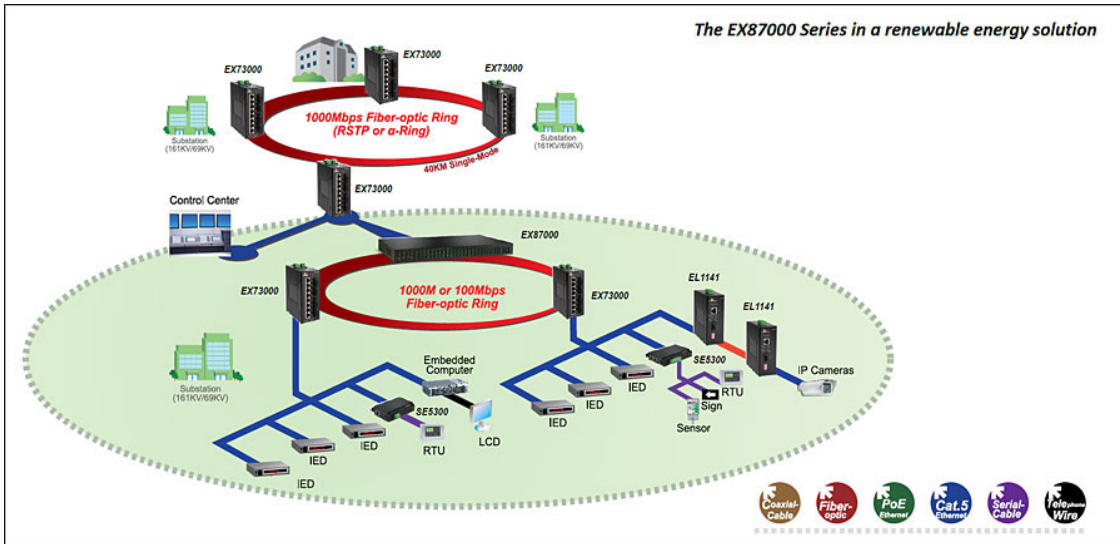 The EX87000 Series in a renewable energy solution
EX73000
EX73000
EX73000
1000Mbps Fiber-optic Ring
(RSTP or α-Ring)
Substation
(161KV/69KV)
Substation
(161KV/69KV)
40KM Single-Mode
EX73000
Control Center
EX87000
EX73000
1000M or 100Mbps
Fiber-optic Ring
EX73000
EL1141
EL1141
SE5300
IP Cameras
Substation
(161KV/69KV)
Embedded
Computer
IED
RTU
IED
Sign
SE5300
IED
Sensor
LCD
IED
RTU
IED
IED
Coaxial-
Cable
Fiber-
optic
PoE
Ethernet
Cat.5
Ethernet
Serial-
Cable
Telephone
Wire